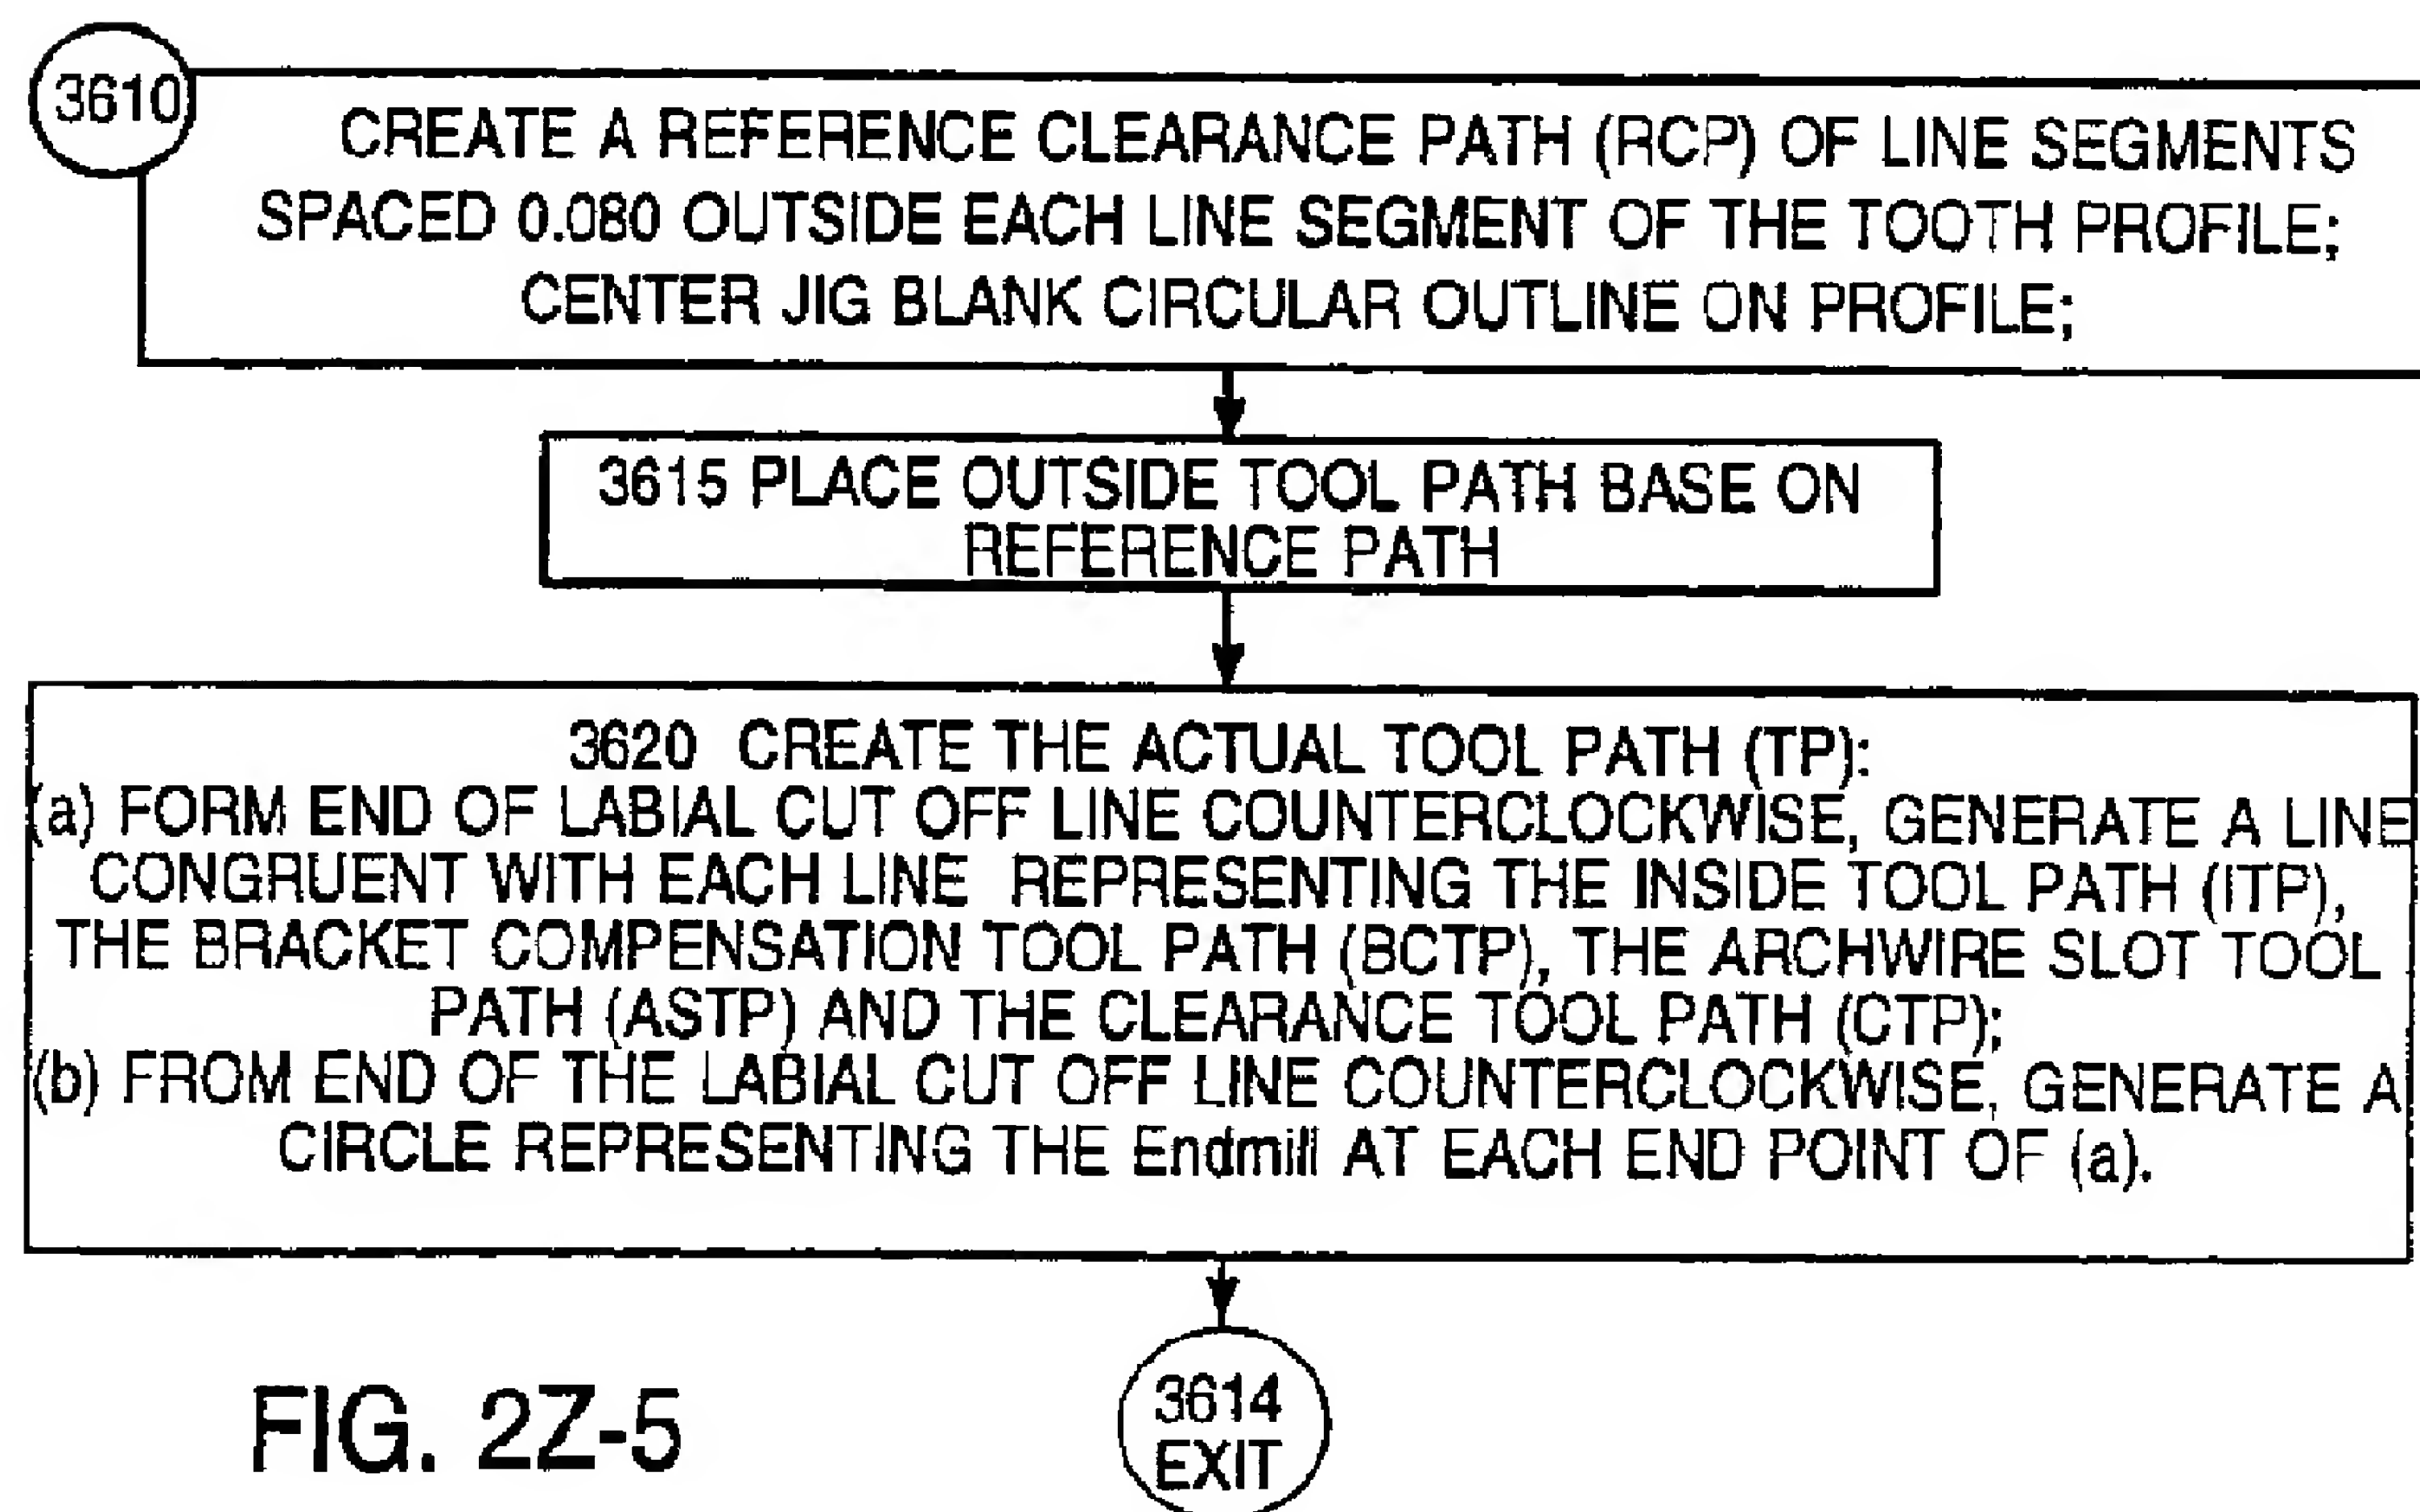 3610
CREATE A REFERENCE CLEARANCE PATH (RCP) OF LINE SEGMENTS
SPACED 0.080 OUTSIDE EACH LINE SEGMENT OF THE TOOTH PROFILE;
CENTER JIG BLANK CIRCULAR OUTLINE ON PROFILE;
3615 PLACE OUTSIDE TOOL PATH BASE ON
REFERENCE PATH
3620 CREATE THE ACTUAL TOOL PATH (TP):
(a) FORM END OF LABIAL CUT OFF LINE COUNTERCLOCKWISE, GENERATE A LINE
CONGRUENT WITH EACH LINE REPRESENTING THE INSIDE TOOL PATH (ITP),
THE BRACKET COMPENSATION TOOL PATH (BCTP), THE ARCHWIRE SLOT TOOL
PATH (ASTP) AND THE CLEARANCE TOOL PATH (CTP);
(b) FROM END OF THE LABIAL CUT OFF LINE COUNTERCLOCKWISE, GENERATE A
CIRCLE REPRESENTING THE Endmill AT EACH END POINT OF (a).
3614
EXIT
FIG. 2Z-5